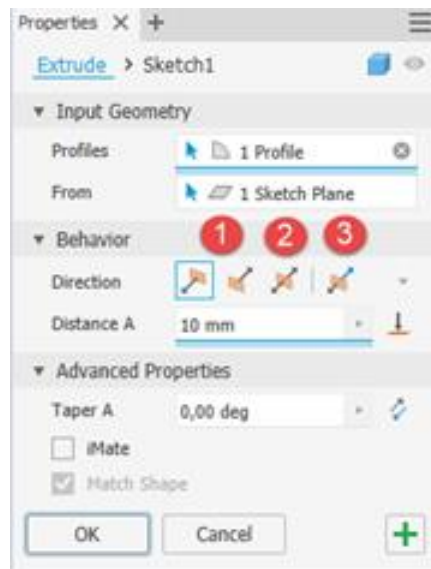 Properties × +
Extrude > Sketch1
Input Geometry
Profiles 1 Profile
From 1 Sketch Plane
Behavior 1 2 3
Direction
Distance A 10 mm
Advanced Properties
Taper A 0,00 deg
iMate
Match Shape
OK Cancel +